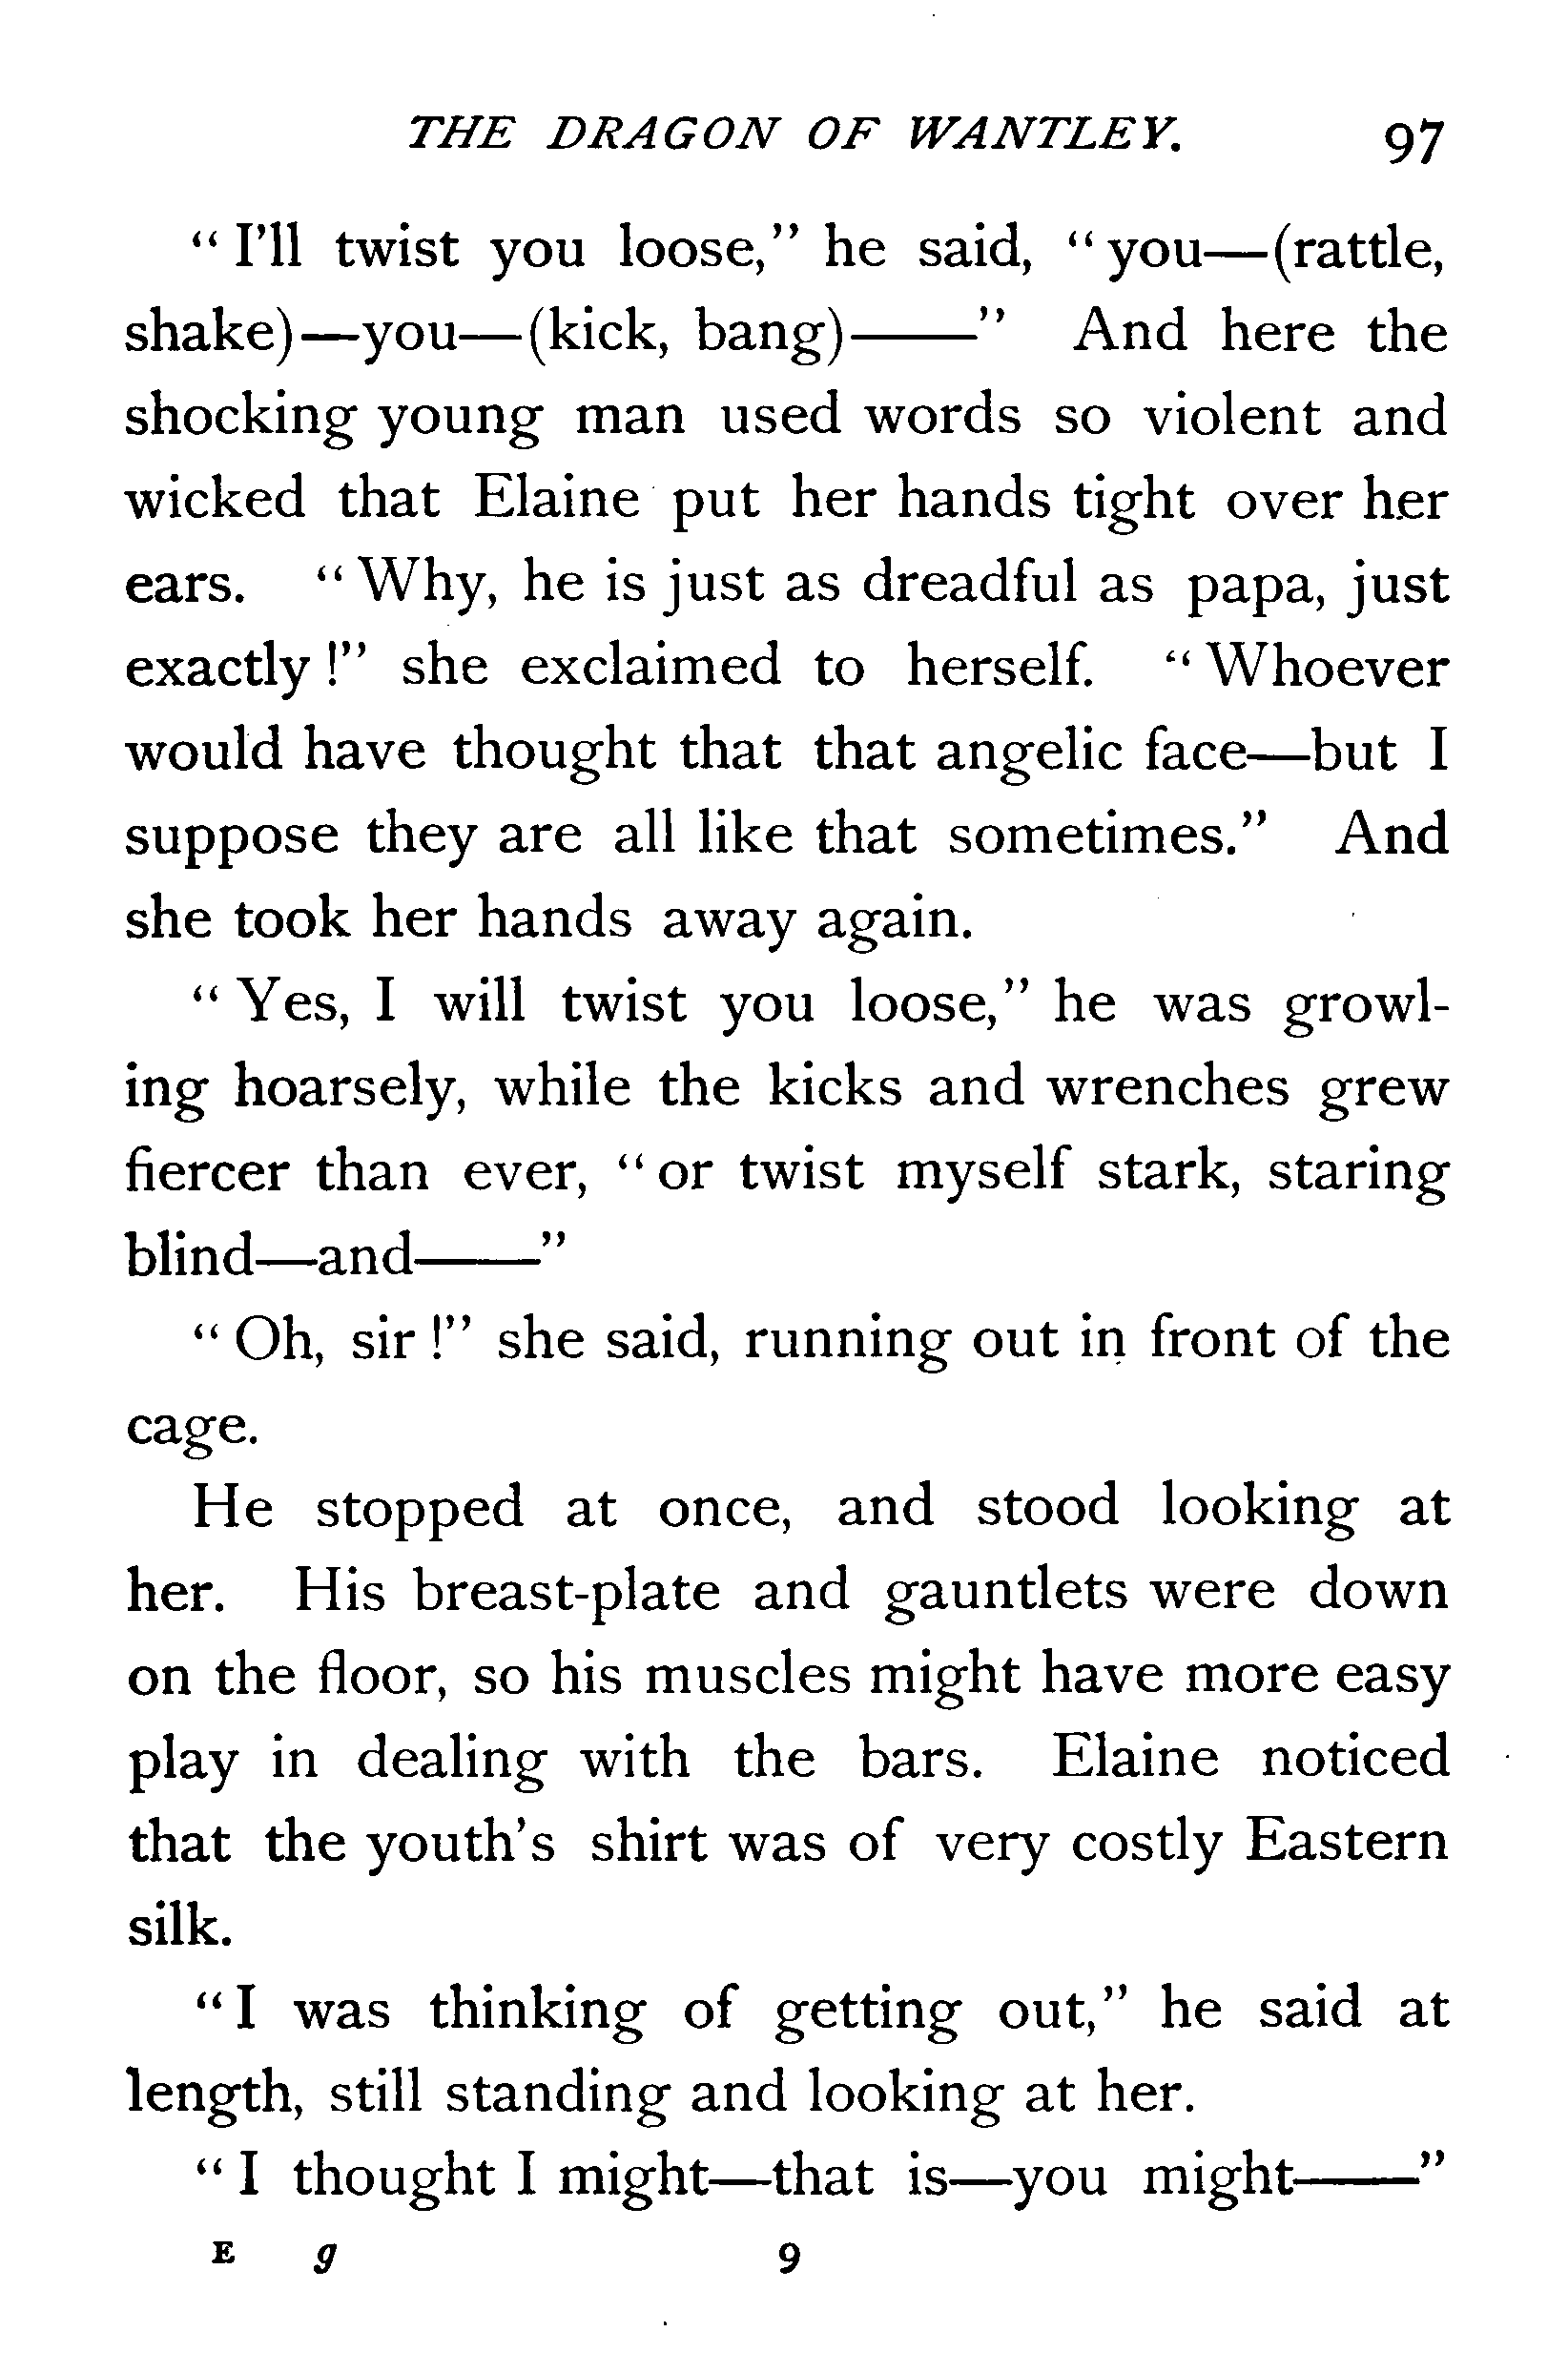 THE DRAGON OF WANTLEY. 97
“I’ll twist you loose,” he said, “you—(rattle,
shake)—you—(kick, bang)——” And here the
shocking young man used words so violent and
wicked that Elaine put her hands tight over her
ears. “Why, he is just as dreadful as papa, just
exactly!” she exclaimed to herself. “Whoever
would have thought that that angelic face—but I
suppose they are all like that sometimes.” And
she took her hands away again.
“Yes, I will twist you loose,” he was growl-
ing hoarsely, while the kicks and wrenches grew
fiercer than ever, “or twist myself stark, staring
blind—and——”
“Oh, sir!” she said, running out in front of the
cage.
He stopped at once, and stood looking at
her. His breast-plate and gauntlets were down
on the floor, so his muscles might have more easy
play in dealing with the bars. Elaine noticed
that the youth’s shirt was of very costly Eastern
silk.
“I was thinking of getting out,” he said at
length, still standing and looking at her.
“I thought I might—that is—you might——”
E g 9